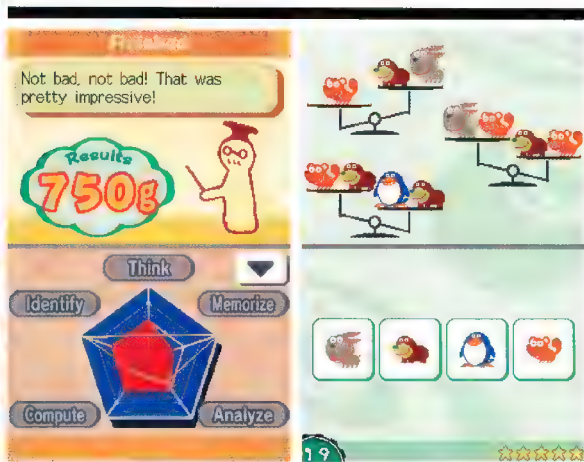 Not bad, not bad! That was
pretty impressive!
Results
750g
Think
Identify
Memorize
Compute
Analyze
19